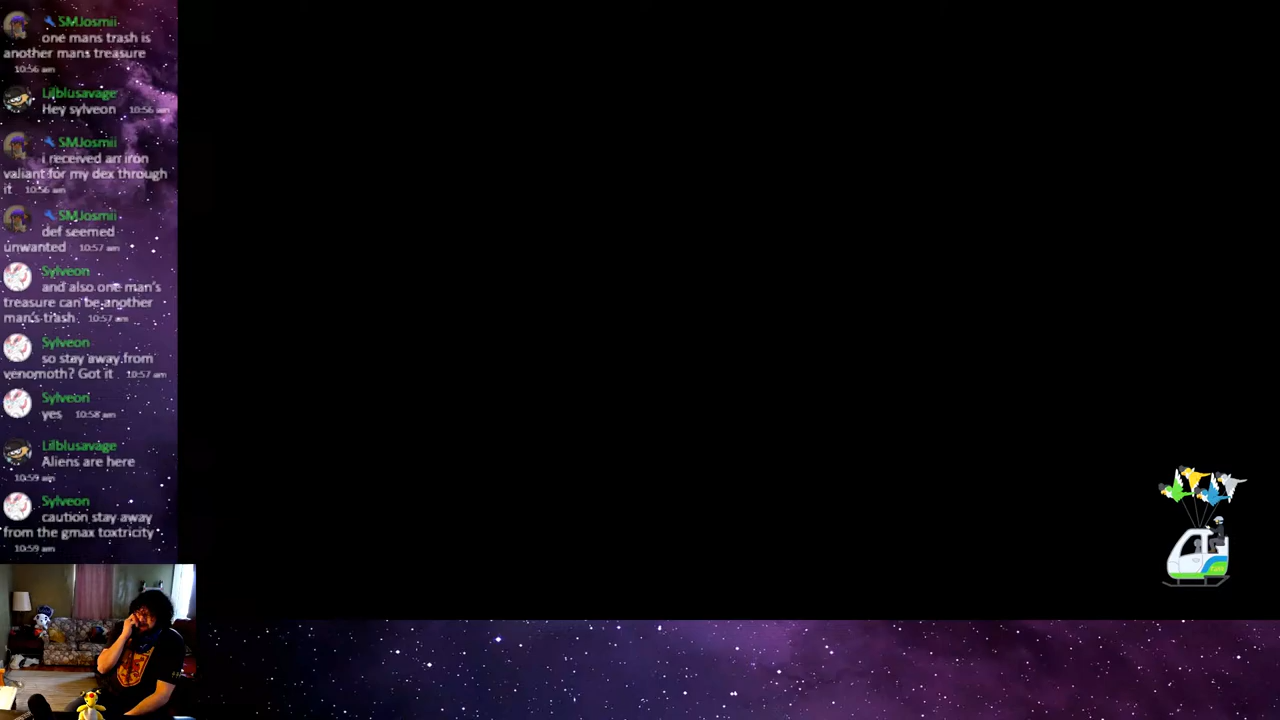 SMJosmii
one mans trash is
another mans treasure
10:56 am
Lilblusavage
Hey sylveon 10:56 am
SMJosmii
i received arr iron
valiant for my dex through
it 10:56 am
SMJosmii
def seemed
unwanted 10:57 am
Sylveon
and also one man's
treasure can be another
man's trash 10:57 am
Sylveon
so stay away from
venomoth? Got it 10:57 am
Sylveon
yes 10:58 am
Lilblusavage
Aliens are here
10:59 am
Sylveon
caution stay away
from the gmax toxtricity
10:59 am